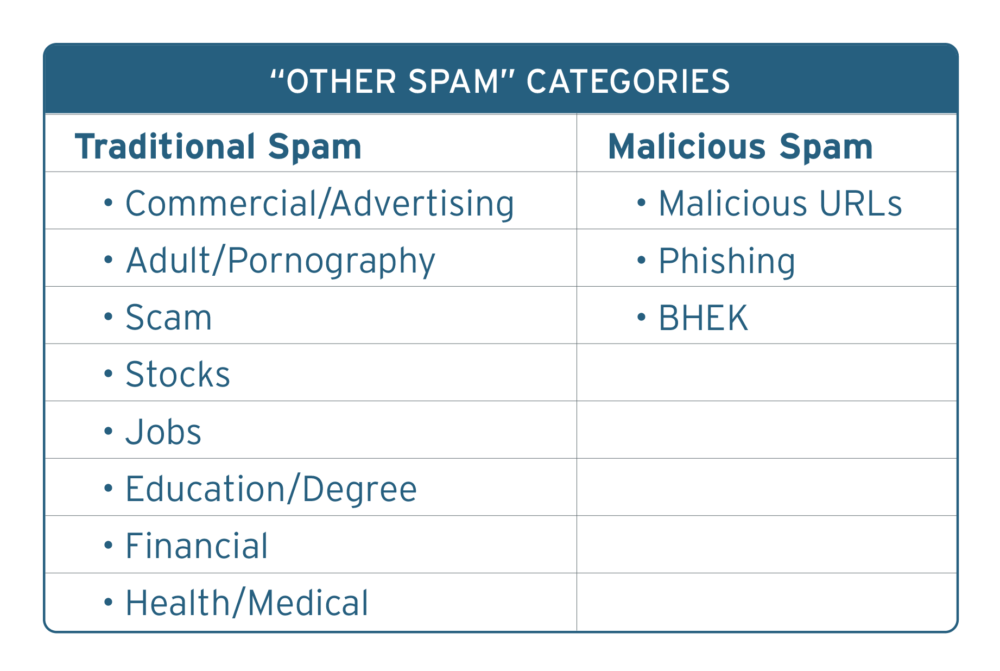 “OTHER SPAM” CATEGORIES
Traditional Spam
Malicious Spam
• Commercial/Advertising
• Malicious URLs
• Adult/Pornography
• Phishing
• Scam
• BHEK
• Stocks
• Jobs
• Education/Degree
• Financial
• Health/Medical